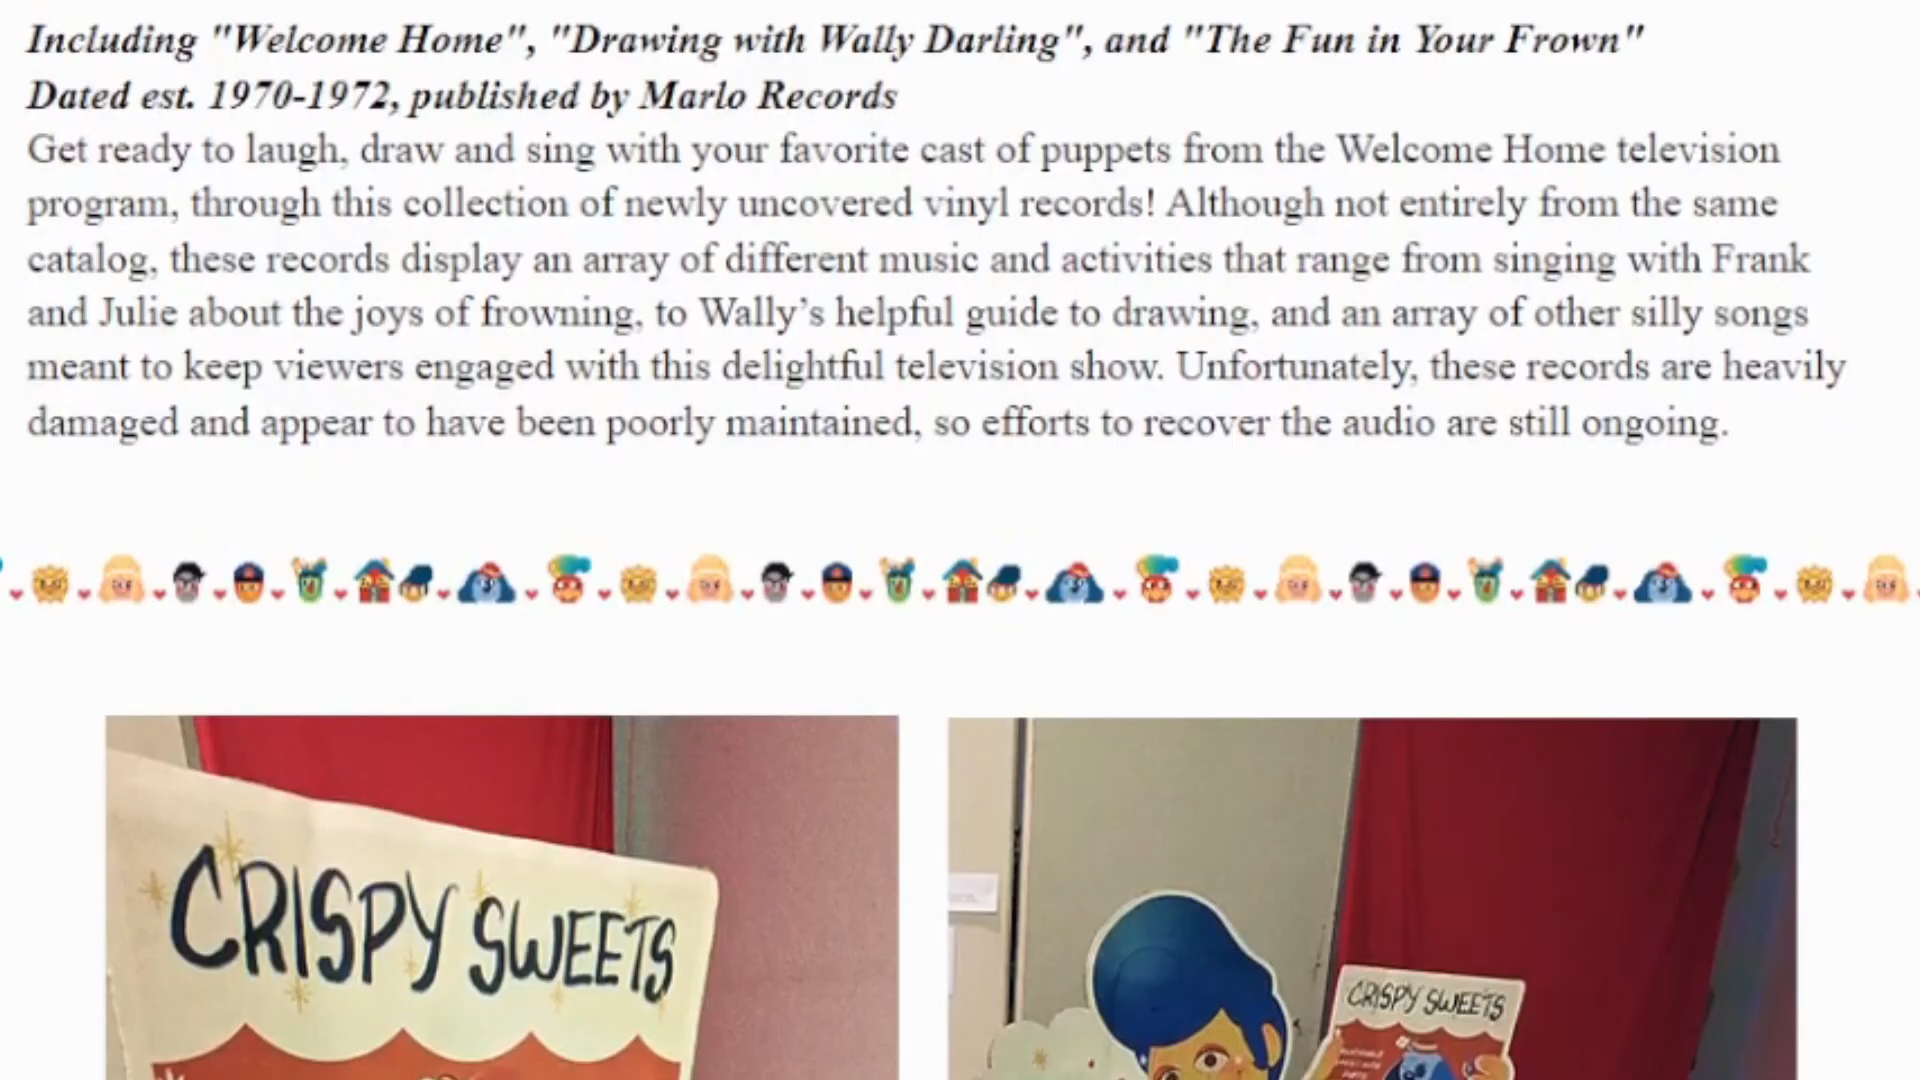 Including "Welcome Home", "Drawing with Wally Darling", and "The Fun in Your Frown"
Dated est. 1970-1972, published by Marlo Records
Get ready to laugh, draw and sing with your favorite cast of puppets from the Welcome Home television
program, through this collection of newly uncovered vinyl records! Although not entirely from the same
catalog, these records display an array of different music and activities that range from singing with Frank
and Julie about the joys of frowning, to Wally’s helpful guide to drawing, and an array of other silly songs
meant to keep viewers engaged with this delightful television show. Unfortunately, these records are heavily
damaged and appear to have been poorly maintained, so efforts to recover the audio are still ongoing.
CRISPY SWEETS
CRISPY SWEETS